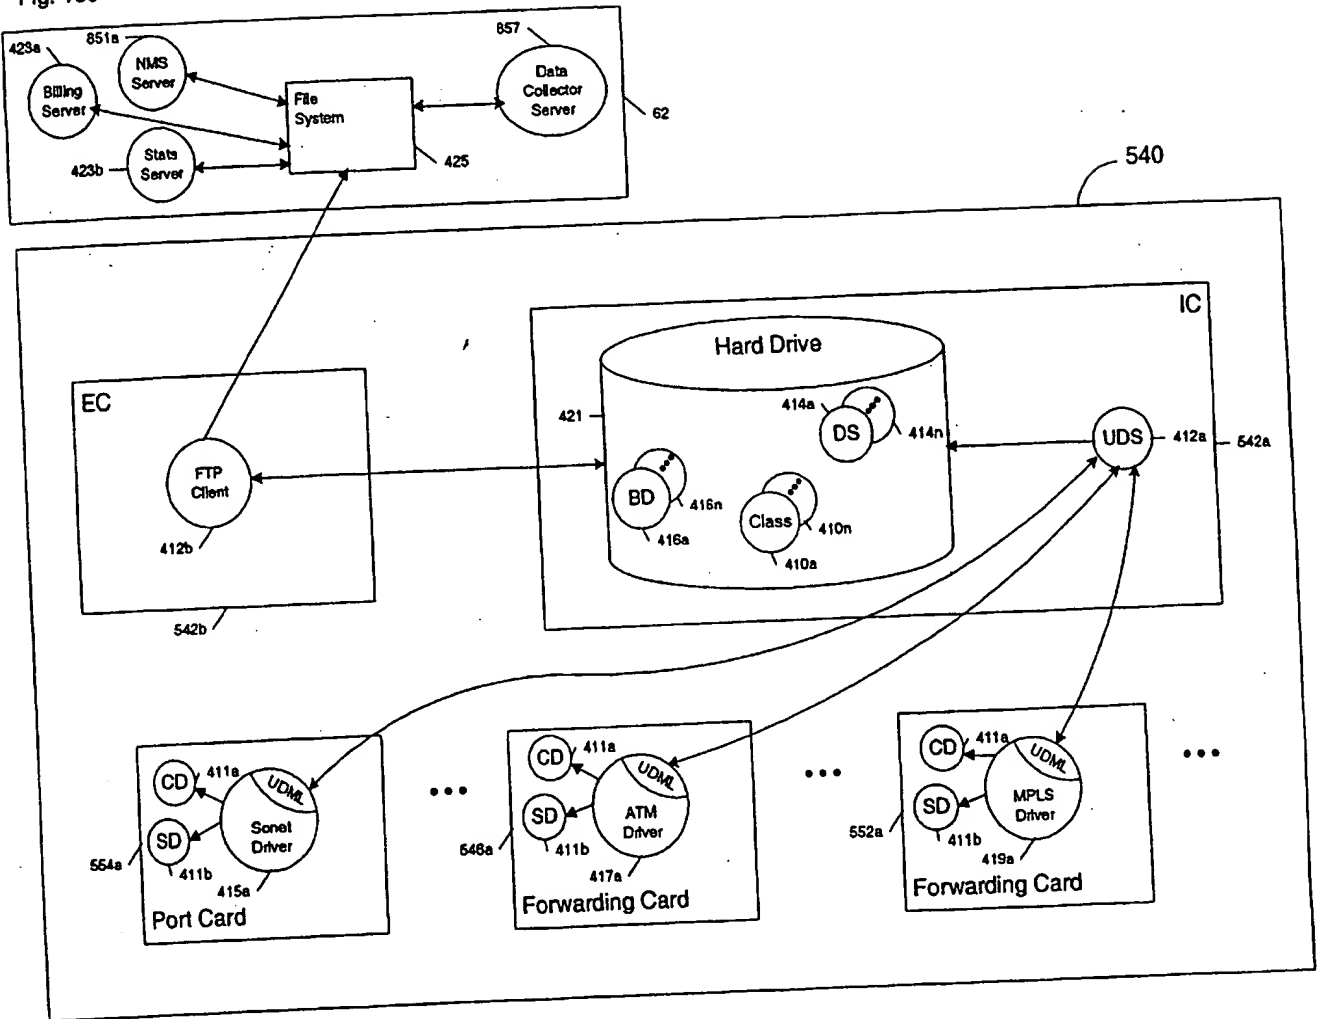 423a
851a
857
NMS
Server
Billing
Server
Stats
Server
423b
File
System
425
Data
Collector
Server
62
540
IC
Hard Drive
EC
421
414a
DS
414n
UDS
412a
542a
FTP
Client
412b
BD
416n
416a
Class
410n
410a
542b
CD
411a
UDML
SD
Sonet
Driver
554a
411b
415a
Port Card
•••
CD
411a
UDML
SD
ATM
Driver
546a
411b
417a
Forwarding Card
•••
CD
411a
UDML
SD
MPLS
Driver
552a
411b
419a
Forwarding Card
•••